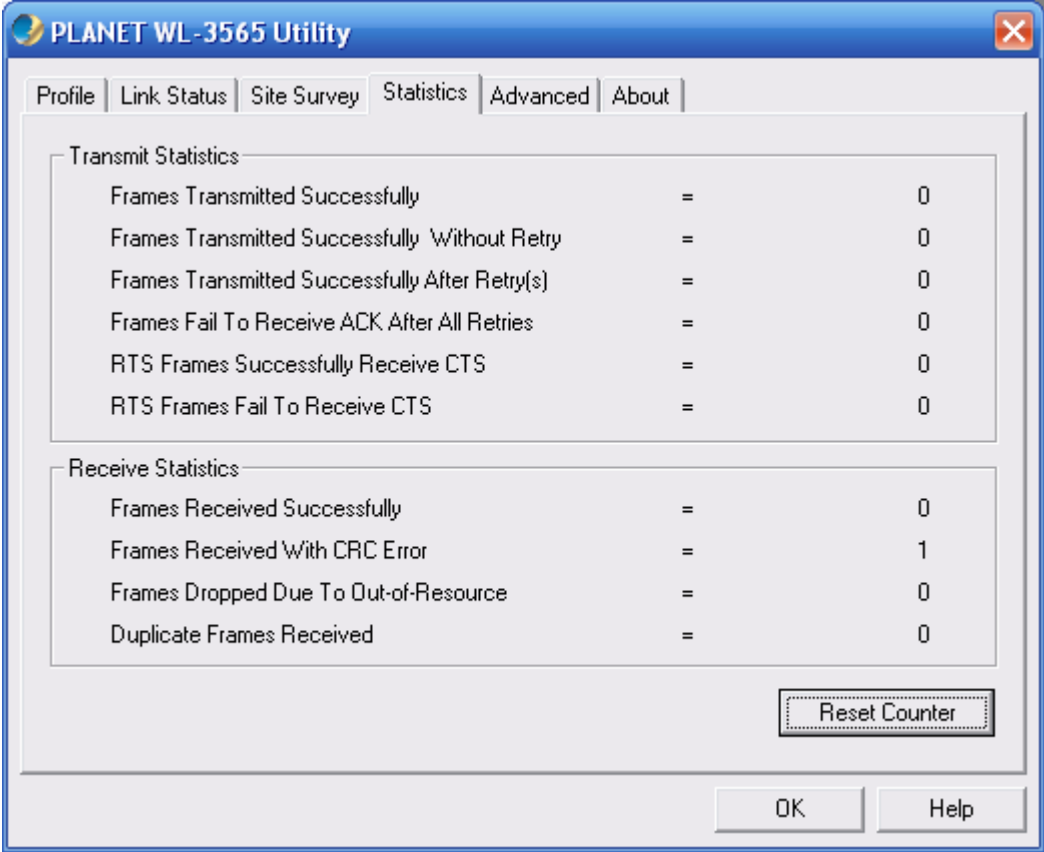 PLANET WL-3565 Utility
Profile Link Status Site Survey Statistics Advanced About
Transmit Statistics
Frames Transmitted Successfully = 0
Frames Transmitted Successfully Without Retry = 0
Frames Transmitted Successfully After Retry(s) = 0
Frames Fail To Receive ACK After All Retries = 0
RTS Frames Successfully Receive CTS = 0
RTS Frames Fail To Receive CTS = 0
Receive Statistics
Frames Received Successfully = 0
Frames Received With CRC Error = 1
Frames Dropped Due To Out-of-Resource = 0
Duplicate Frames Received = 0
Reset Counter
OK Help